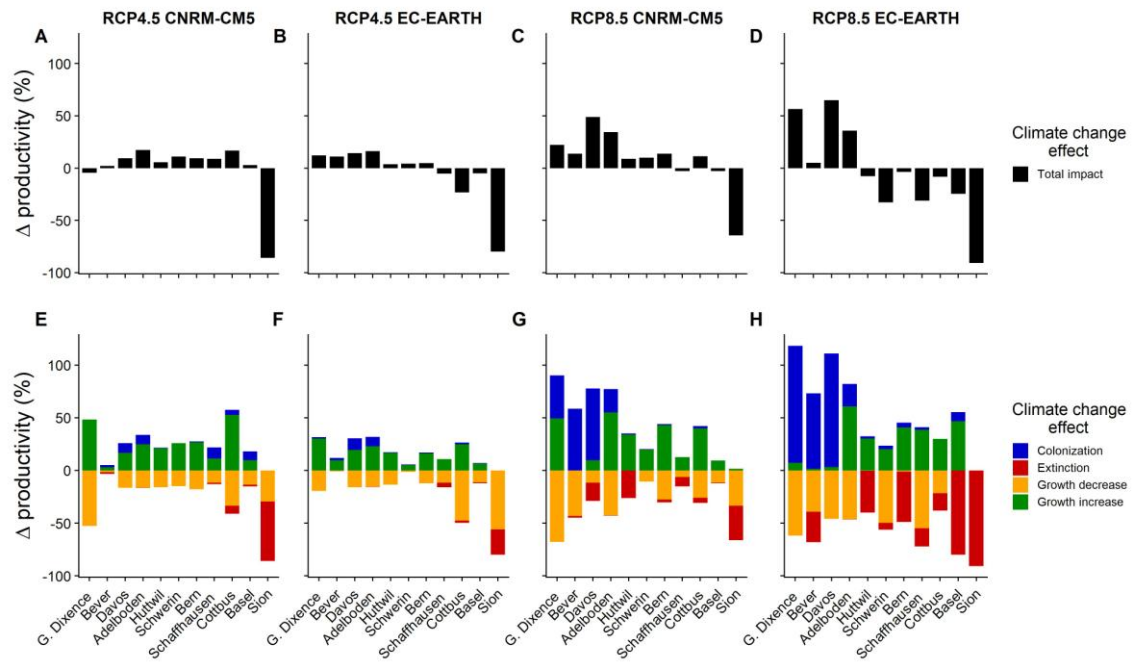 RCP4.5 CNRM-CM5
RCP4.5 EC-EARTH
RCP8.5 CNRM-CM5
RCP8.5 EC-EARTH
A
B
C
D
Δ productivity (%)
100
50
0
-50
-100
Climate change
effect
Total impact
E
F
G
H
Δ productivity (%)
100
50
0
-50
-100
Climate change
effect
Colonization
Extinction
Growth decrease
Growth increase
G. Dixence
Bever
Davos
Adelboden
Huttwil
Schwerin
Bern
Schaffhausen
Cottbus
Basel
Sion
G. Dixence
Bever
Davos
Adelboden
Huttwil
Schwerin
Bern
Schaffhausen
Cottbus
Basel
Sion
G. Dixence
Bever
Davos
Adelboden
Huttwil
Schwerin
Bern
Schaffhausen
Cottbus
Basel
Sion
G. Dixence
Bever
Davos
Adelboden
Huttwil
Schwerin
Bern
Schaffhausen
Cottbus
Basel
Sion